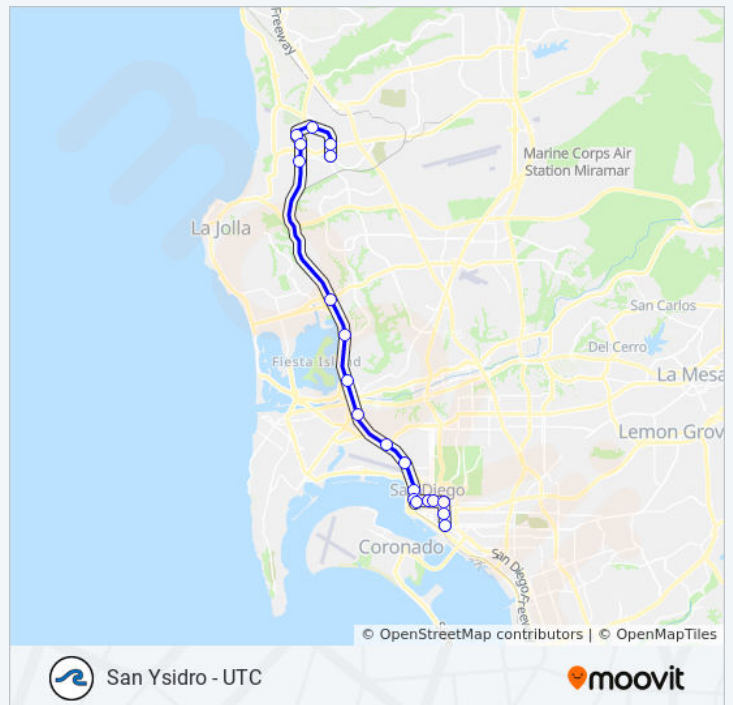 Freeway
Marine Corps Air
Station Miramar
La Jolla
San Carlos
Del Cerro
Fiesta Island
La Mesa
Lemon Grov
San Diego
Coronado
San Diego
Freew
© OpenStreetMap contributors | © OpenMapTiles
San Ysidro - UTC
moovit